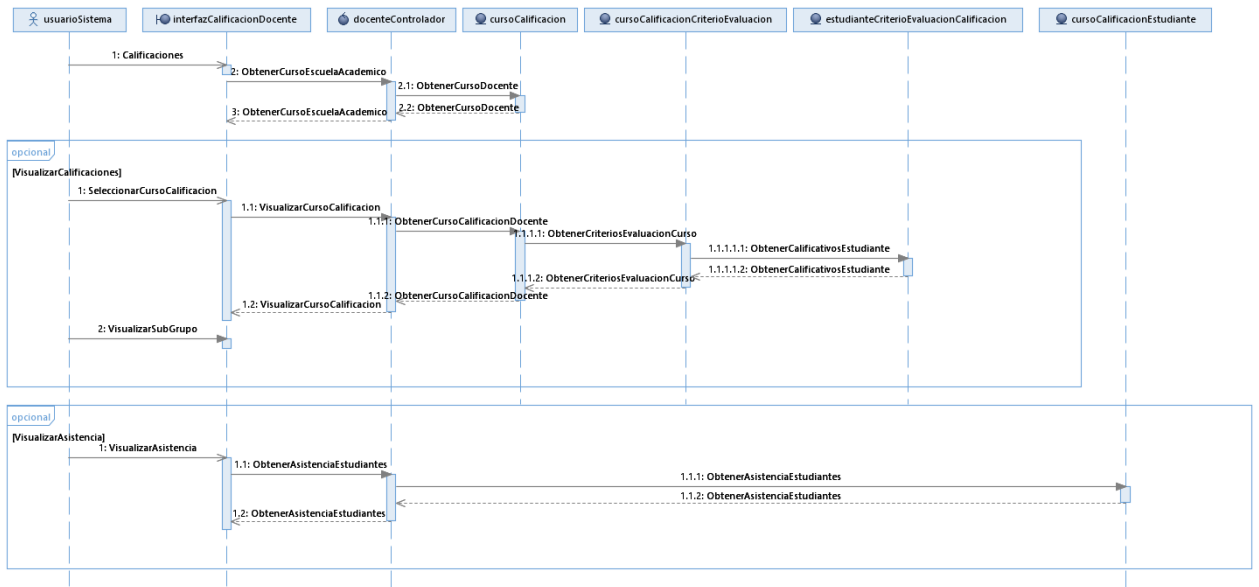 usuarioSistema
interfazCalificacionDocente
docenteControlador
cursoCalificacion
cursoCalificacionCriterioEvaluacion
estudianteCriterioEvaluacionCalificacion
cursoCalificacionEstudiante
1: Calificaciones
2: ObtenerCursoEscuelaAcademico
2.1: ObtenerCursoDocente
2.2: ObtenerCursoDocente
3: ObtenerCursoEscuelaAcademico
opcional
[VisualizarCalificaciones]
1: SeleccionarCursoCalificacion
1.1: VisualizarCursoCalificacion
1.1.1: ObtenerCursoCalificacionDocente
1.1.1.1: ObtenerCriteriosEvaluacionCurso
1.1.1.1.1: ObtenerCalificativosEstudiante
1.1.1.1.2: ObtenerCalificativosEstudiante
1.1.1.2: ObtenerCriteriosEvaluacionCurso
1.1.2: ObtenerCursoCalificacionDocente
1.2: VisualizarCursoCalificacion
2: VisualizarSubGrupo
opcional
[VisualizarAsistencia]
1: VisualizarAsistencia
1.1: ObtenerAsistenciaEstudiantes
1.1.1: ObtenerAsistenciaEstudiantes
1.1.2: ObtenerAsistenciaEstudiantes
1.2: ObtenerAsistenciaEstudiantes